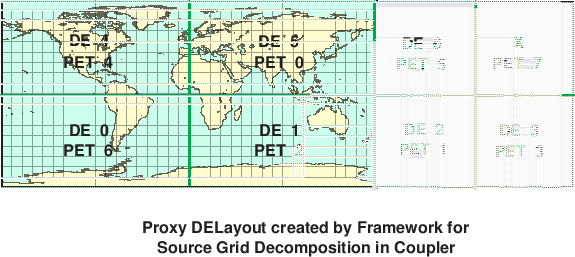 DE 4 DE 5 DE 6 X
PET 4 PET 0 PET 5 PET 7
DE 0 DE 1 DE 2 DE 3
PET 6 PET 2 PET 1 PET 3
Proxy DELayout created by Framework for
Source Grid Decomposition in Coupler